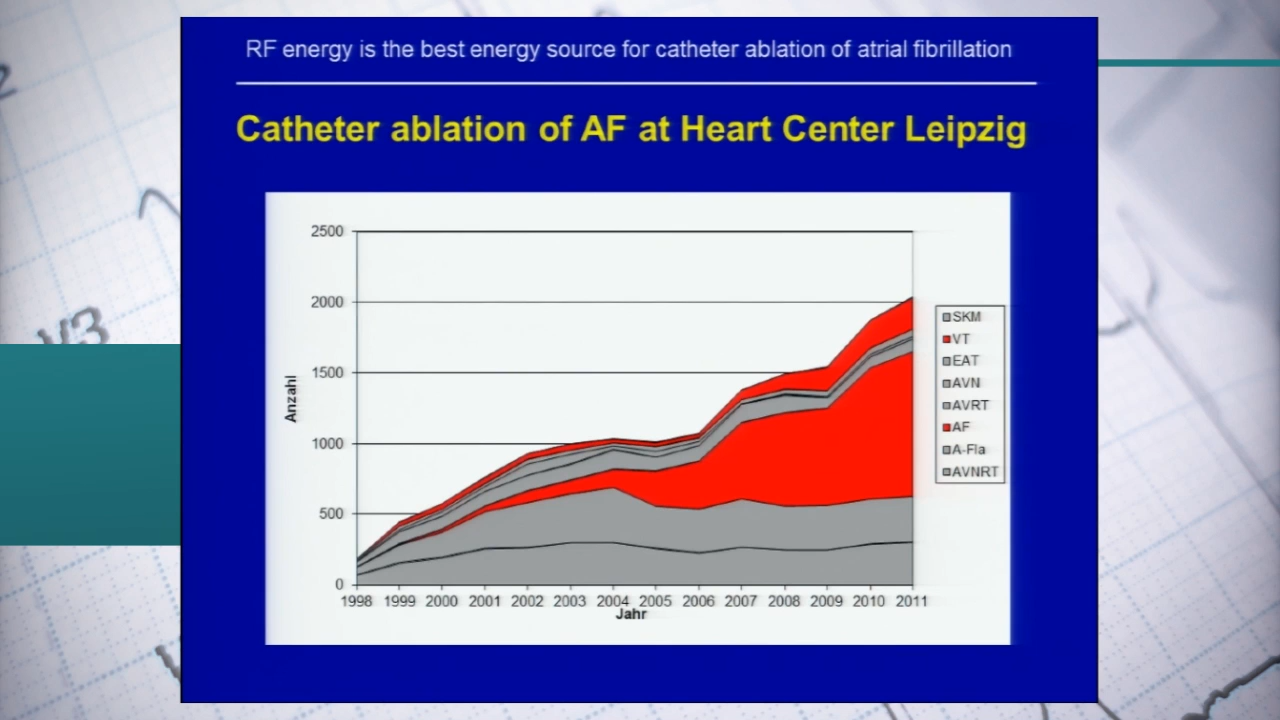 RF energy is the best energy source for catheter ablation of atrial fibrillation
Catheter ablation of AF at Heart Center Leipzig
2500
2000
1500
1000
500
0
Anzahl
1998 1999 2000 2001 2002 2003 2004 2005 2006 2007 2008 2009 2010 2011
Jahr
SKM
VT
EAT
AVN
AVRT
AF
A-Fla
AVNRT
V3
2